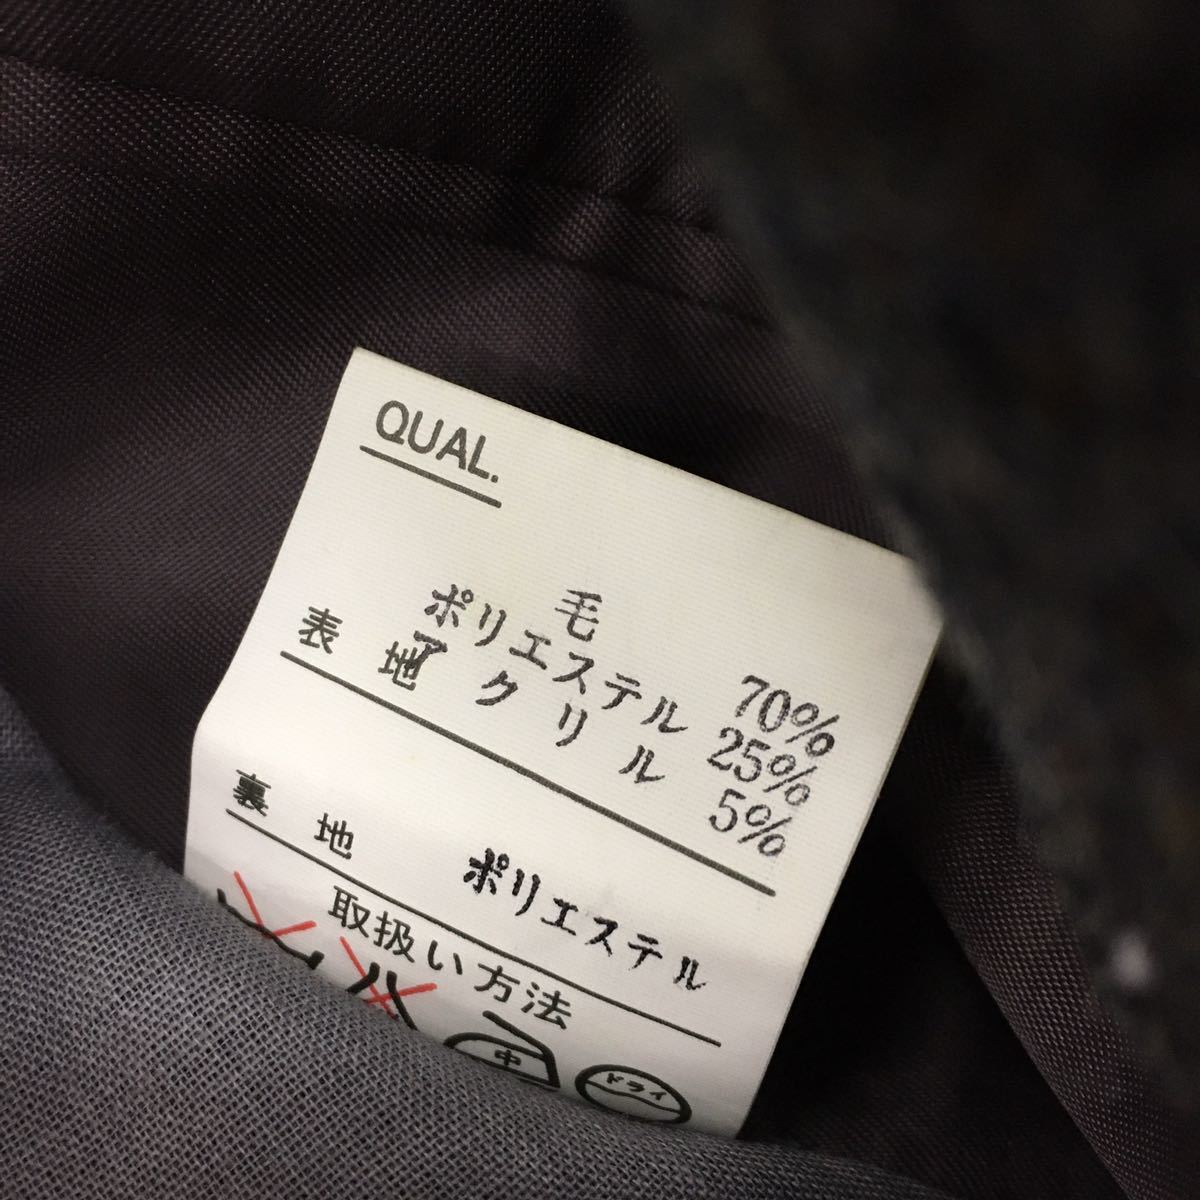 QUAL.
毛 70%
ポリエステル 25%
表地 アクリル 5%
裏地 ポリエステル
取扱い方法
中 ドライ